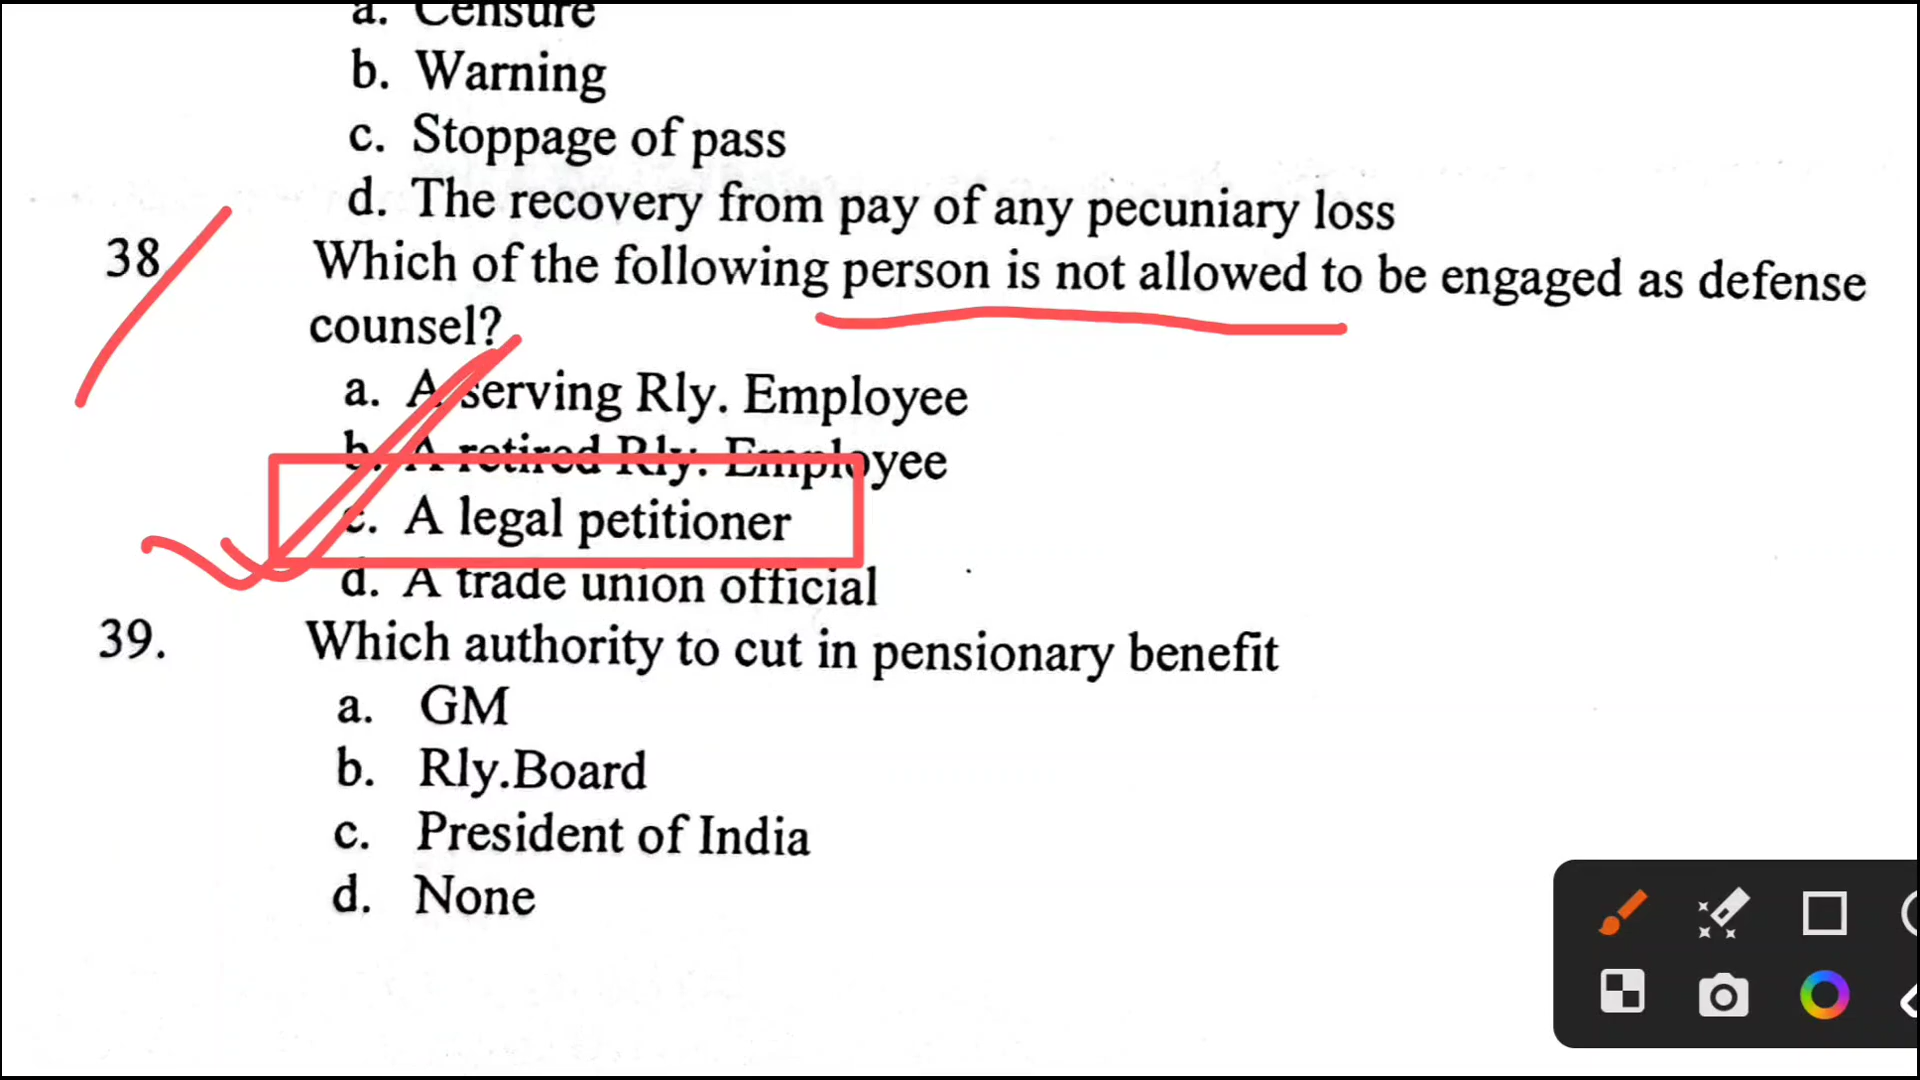 a. Censure
b. Warning
c. Stoppage of pass
d. The recovery from pay of any pecuniary loss
38 Which of the following person is not allowed to be engaged as defense
counsel?
a. A serving Rly. Employee
b. A retired Rly. Employee
c. A legal petitioner
d. A trade union official
39. Which authority to cut in pensionary benefit
a. GM
b. Rly.Board
c. President of India
d. None